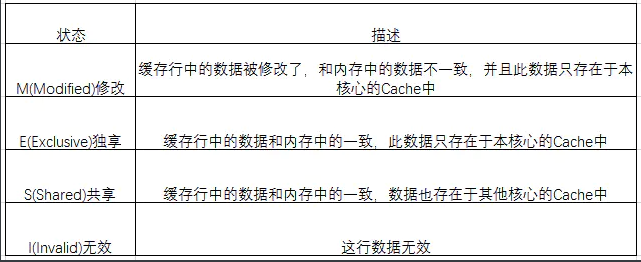 状态 描述
M(Modified)修改 缓存行中的数据被修改了，和内存中的数据不一致，并且此数据只存在于本
核心的Cache中
E(Exclusive)独享 缓存行中的数据和内存中的一致，此数据只存在于本核心的Cache中
S(Shared)共享 缓存行中的数据和内存中的一致，数据也存在于其他核心的Cache中
I(Invalid)无效 这行数据无效